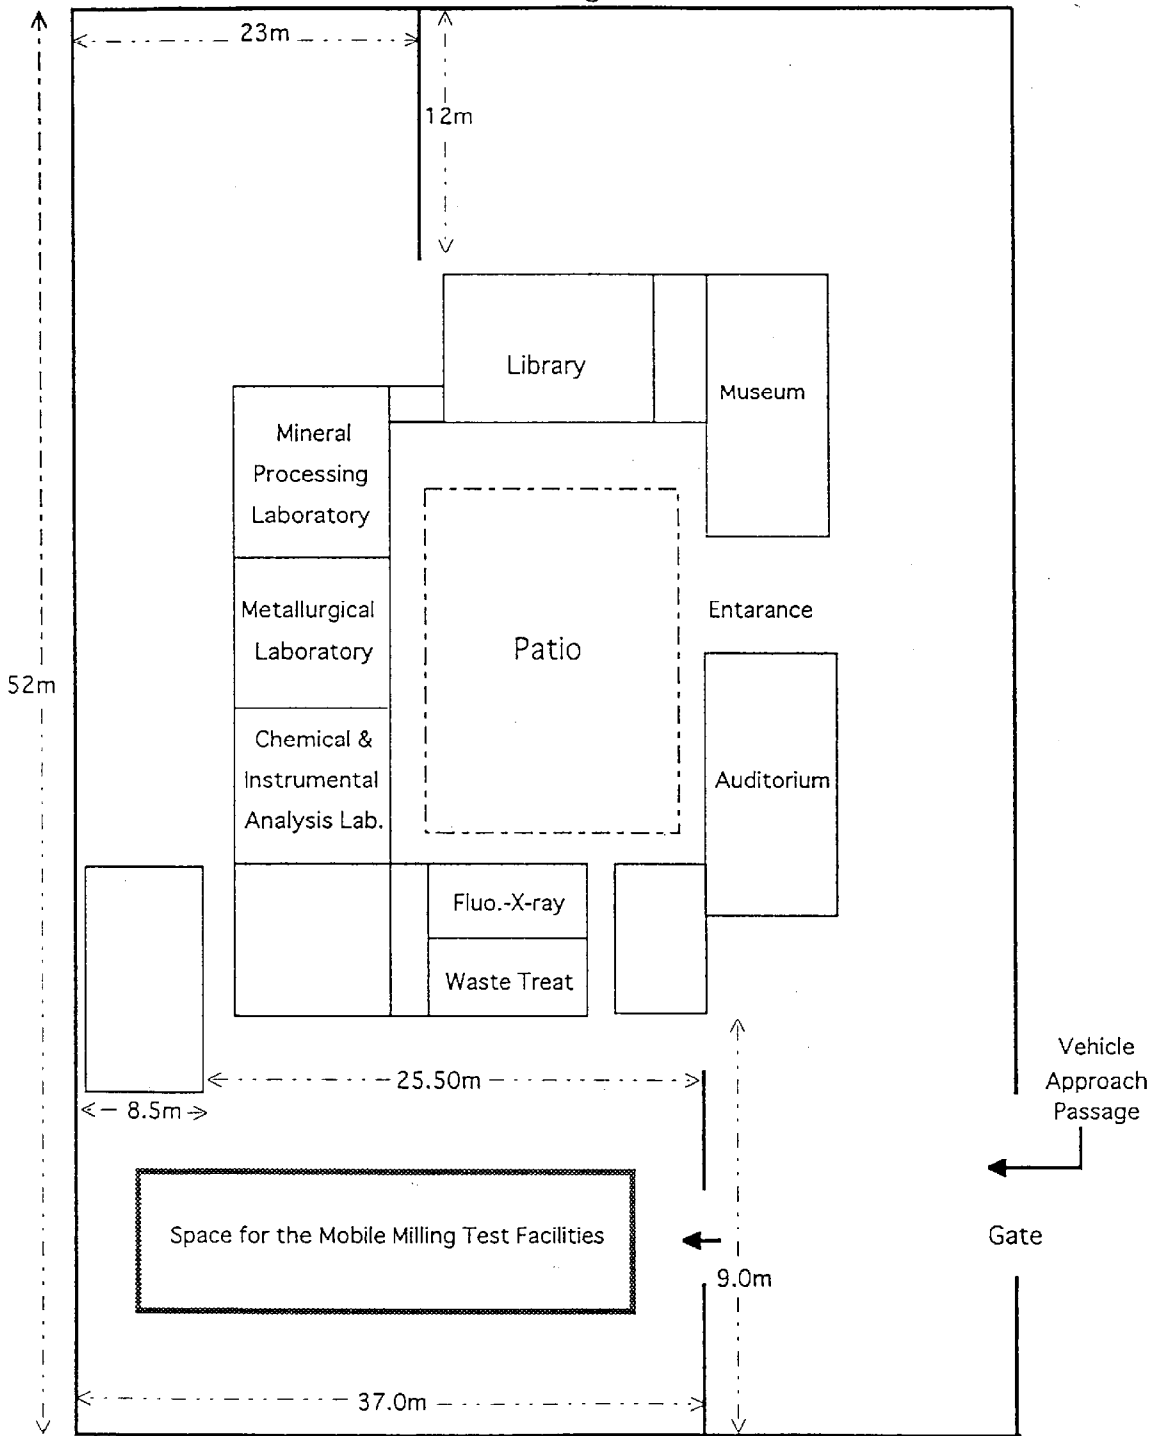 23m
12m
Library
Museum
Mineral
Processing
Laboratory
Metallurgical
Laboratory
Entarance
Patio
52m
Chemical &
Instrumental
Analysis Lab.
Auditorium
Fluo.-X-ray
Waste Treat
Vehicle
Approach
Passage
25.50m
8.5m
Space for the Mobile Milling Test Facilities
Gate
9.0m
37.0m